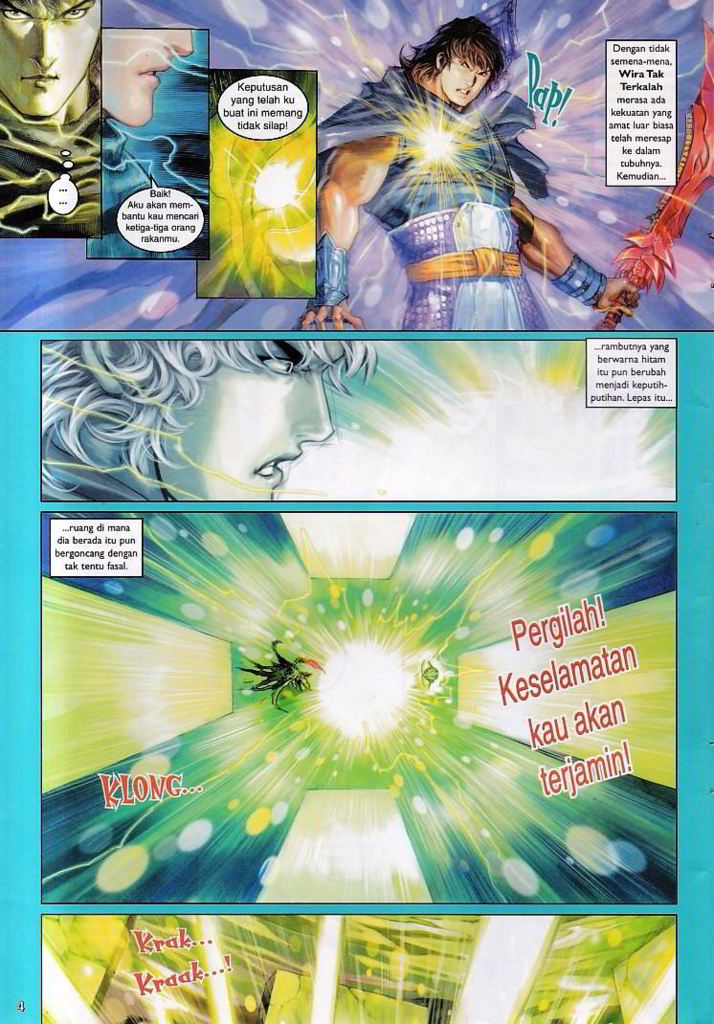 ...
...
Baik!
Aku akan mem-
bantu kau mencari
ketiga-tiga orang
rakanmu.
Keputusan
yang telah ku
buat ini memang
tidak silap!
Pap!
Dengan tidak
semena-mena,
Wira Tak
Terkalah
merasa ada
kekuatan yang
amat luar biasa
telah meresap
ke dalam
tubuhnya.
Kemudian...
...rambutnya yang
berwarna hitam
itu pun berubah
menjadi keputih-
putihan. Lepas itu...
...ruang di mana
dia berada itu pun
bergoncang dengan
tak tentu fasal.
Pergilah!
Keselamatan
kau akan
terjamin!
KLONG...
Krak...
Kraak...!
4